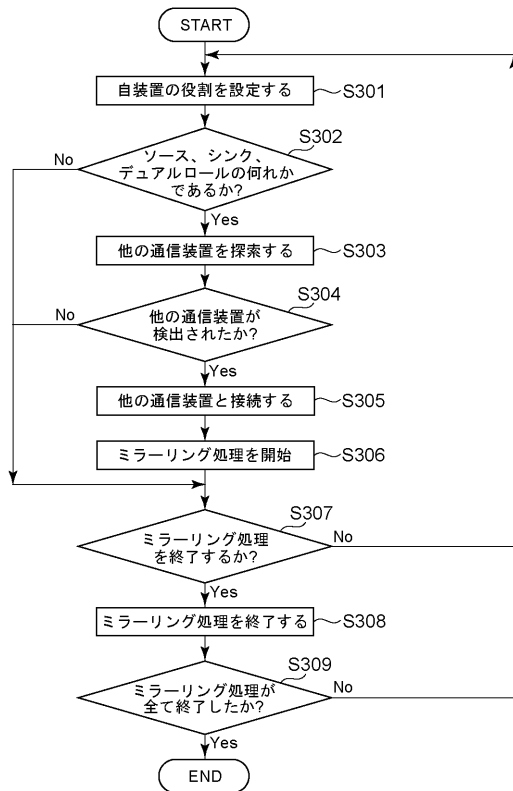 START
自装置の役割を設定する
S301
S302
No
ソース、シンク、
デュアルロールの何れか
であるか?
Yes
他の通信装置を探索する
S303
S304
No
他の通信装置が
検出されたか?
Yes
他の通信装置と接続する
S305
ミラーリング処理を開始
S306
S307
ミラーリング処理
を終了するか?
No
Yes
ミラーリング処理を終了する
S308
S309
ミラーリング処理が
全て終了したか?
No
Yes
END